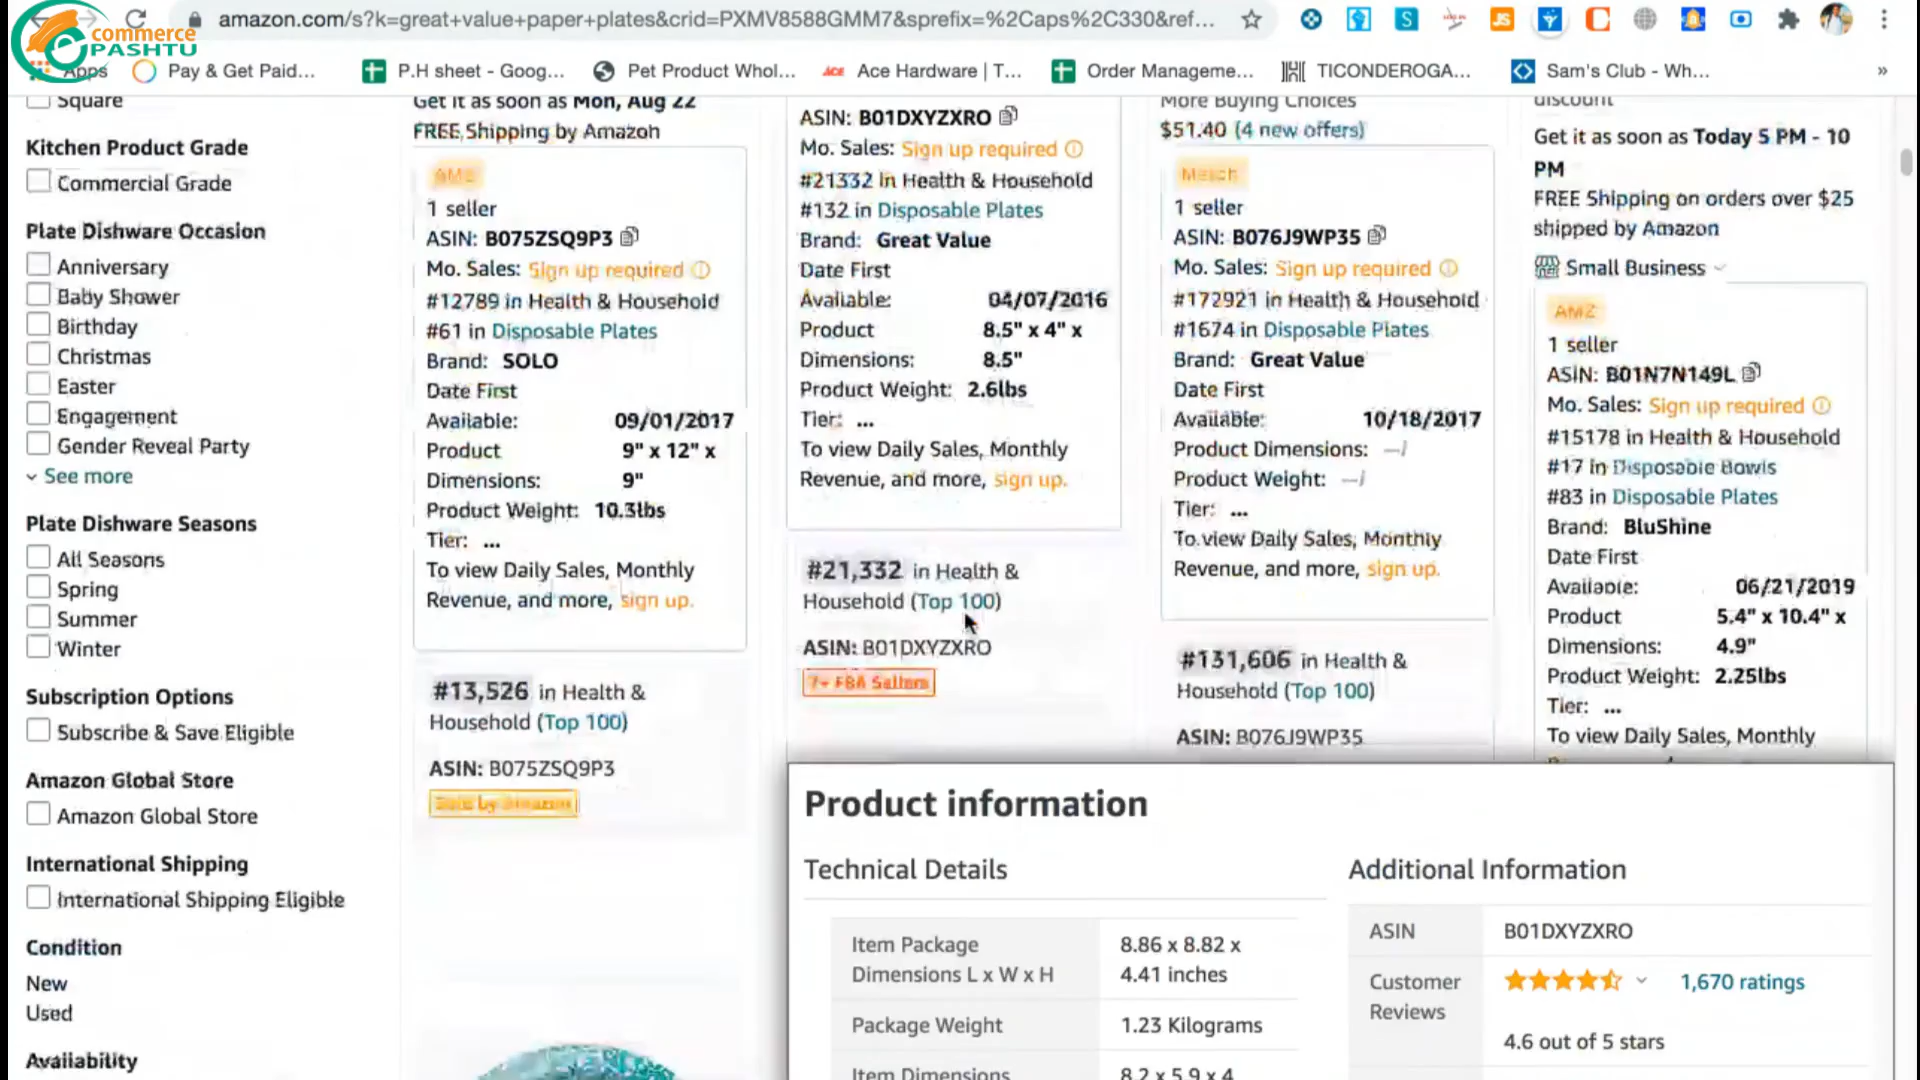 commerce
PASHTU
amazon.com/s?k=great+value+paper+plates&crid=PXMV8588GMM7&sprefix=%2Caps%2C330&ref...
Apps
Pay & Get Paid...
P.H sheet - Goog...
Pet Product Whol...
Ace Hardware | T...
Order Manageme...
TICONDEROGA...
Sam's Club - Wh...
»
Square
Kitchen Product Grade
Commercial Grade
Plate Dishware Occasion
Anniversary
Baby Shower
Birthday
Christmas
Easter
Engagement
Gender Reveal Party
See more
Plate Dishware Seasons
All Seasons
Spring
Summer
Winter
Subscription Options
Subscribe & Save Eligible
Amazon Global Store
Amazon Global Store
International Shipping
International Shipping Eligible
Condition
New
Used
Availability
Get it as soon as Mon, Aug 22
FREE Shipping by Amazon
AMZ
1 seller
ASIN: B075ZSQ9P3
Mo. Sales: Sign up required
#12789 in Health & Household
#61 in Disposable Plates
Brand: SOLO
Date First
Available: 09/01/2017
Product 9" x 12" x
Dimensions: 9"
Product Weight: 10.3lbs
Tier: ...
To view Daily Sales, Monthly
Revenue, and more, sign up.
#13,526 in Health &
Household (Top 100)
ASIN: B075ZSQ9P3
Sold by Amazon
ASIN: B01DXYZXRO
Mo. Sales: Sign up required
#21332 in Health & Household
#132 in Disposable Plates
Brand: Great Value
Date First
Available: 04/07/2016
Product 8.5" x 4" x
Dimensions: 8.5"
Product Weight: 2.6lbs
Tier: ...
To view Daily Sales, Monthly
Revenue, and more, sign up.
#21,332 in Health &
Household (Top 100)
ASIN: B01DXYZXRO
7+ FBA Sellers
More Buying Choices
$51.40 (4 new offers)
Merch
1 seller
ASIN: B076J9WP35
Mo. Sales: Sign up required
#172921 in Health & Household
#1674 in Disposable Plates
Brand: Great Value
Date First
Available: 10/18/2017
Product Dimensions: —/
Product Weight: —/
Tier: ...
To view Daily Sales, Monthly
Revenue, and more, sign up.
#131,606 in Health &
Household (Top 100)
ASIN: B076J9WP35
discount
Get it as soon as Today 5 PM - 10
PM
FREE Shipping on orders over $25
shipped by Amazon
Small Business
AMZ
1 seller
ASIN: B01N7N149L
Mo. Sales: Sign up required
#15178 in Health & Household
#17 in Disposable Bowls
#83 in Disposable Plates
Brand: BluShine
Date First
Available: 06/21/2019
Product 5.4" x 10.4" x
Dimensions: 4.9"
Product Weight: 2.25lbs
Tier: ...
To view Daily Sales, Monthly
Product information
Technical Details
Item Package 8.86 x 8.82 x
Dimensions L x W x H 4.41 inches
Package Weight 1.23 Kilograms
Item Dimensions 8.2 x 5.9 x 4
Additional Information
ASIN B01DXYZXRO
Customer 1,670 ratings
Reviews
4.6 out of 5 stars